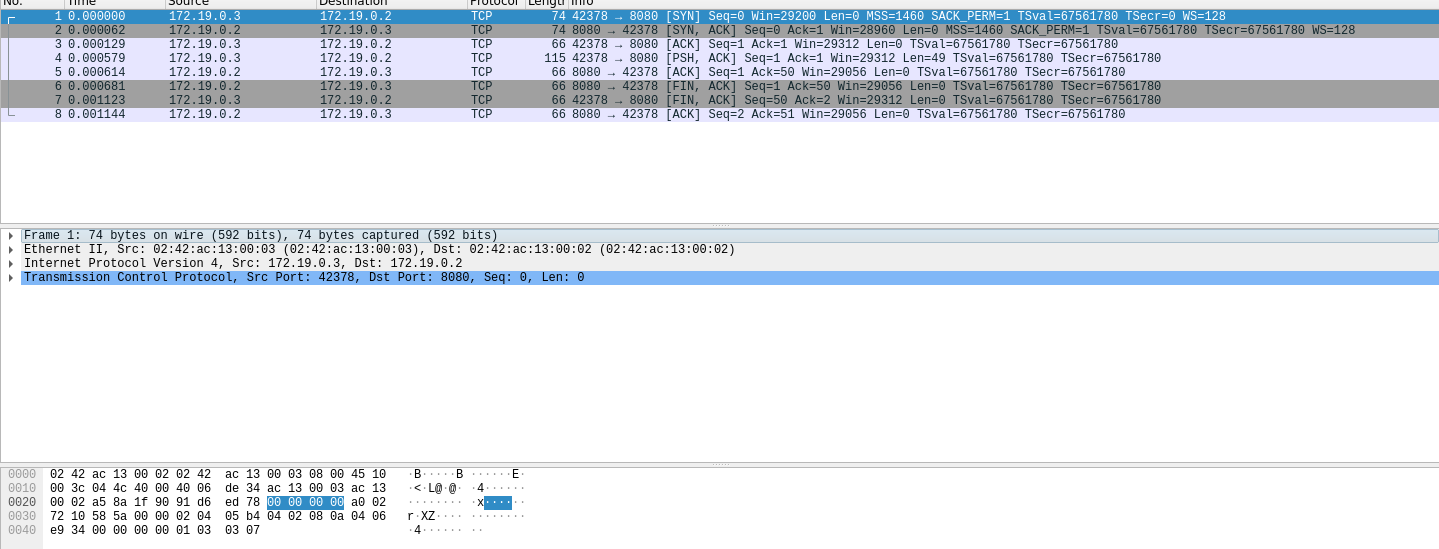 No. Time Source Destination Protocol Length Info
1 0.000000 172.19.0.3 172.19.0.2 TCP 74 42378 → 8080 [SYN] Seq=0 Win=29200 Len=0 MSS=1460 SACK_PERM=1 TSval=67561780 TSecr=0 WS=128
2 0.000062 172.19.0.2 172.19.0.3 TCP 74 8080 → 42378 [SYN, ACK] Seq=0 Ack=1 Win=28960 Len=0 MSS=1460 SACK_PERM=1 TSval=67561780 TSecr=67561780 WS=128
3 0.000129 172.19.0.3 172.19.0.2 TCP 66 42378 → 8080 [ACK] Seq=1 Ack=1 Win=29312 Len=0 TSval=67561780 TSecr=67561780
4 0.000579 172.19.0.3 172.19.0.2 TCP 115 42378 → 8080 [PSH, ACK] Seq=1 Ack=1 Win=29312 Len=49 TSval=67561780 TSecr=67561780
5 0.000614 172.19.0.2 172.19.0.3 TCP 66 8080 → 42378 [ACK] Seq=1 Ack=50 Win=29056 Len=0 TSval=67561780 TSecr=67561780
6 0.000681 172.19.0.2 172.19.0.3 TCP 66 8080 → 42378 [FIN, ACK] Seq=1 Ack=50 Win=29056 Len=0 TSval=67561780 TSecr=67561780
7 0.001123 172.19.0.3 172.19.0.2 TCP 66 42378 → 8080 [FIN, ACK] Seq=50 Ack=2 Win=29312 Len=0 TSval=67561780 TSecr=67561780
8 0.001144 172.19.0.2 172.19.0.3 TCP 66 8080 → 42378 [ACK] Seq=2 Ack=51 Win=29056 Len=0 TSval=67561780 TSecr=67561780
Frame 1: 74 bytes on wire (592 bits), 74 bytes captured (592 bits)
Ethernet II, Src: 02:42:ac:13:00:03 (02:42:ac:13:00:03), Dst: 02:42:ac:13:00:02 (02:42:ac:13:00:02)
Internet Protocol Version 4, Src: 172.19.0.3, Dst: 172.19.0.2
Transmission Control Protocol, Src Port: 42378, Dst Port: 8080, Seq: 0, Len: 0
0000 02 42 ac 13 00 02 02 42 ac 13 00 03 08 00 45 10 ·B·····B ······E·
0010 00 3c 04 4c 40 00 40 06 de 34 ac 13 00 03 ac 13 ·<·L@·@· ·4······
0020 00 02 a5 8a 1f 90 91 d6 ed 78 00 00 00 00 a0 02 ········ ·x······
0030 72 10 58 5a 00 00 02 04 05 b4 04 02 08 0a 04 06 r·XZ···· ········
0040 e9 34 00 00 00 00 01 03 03 07 ·4······ ··